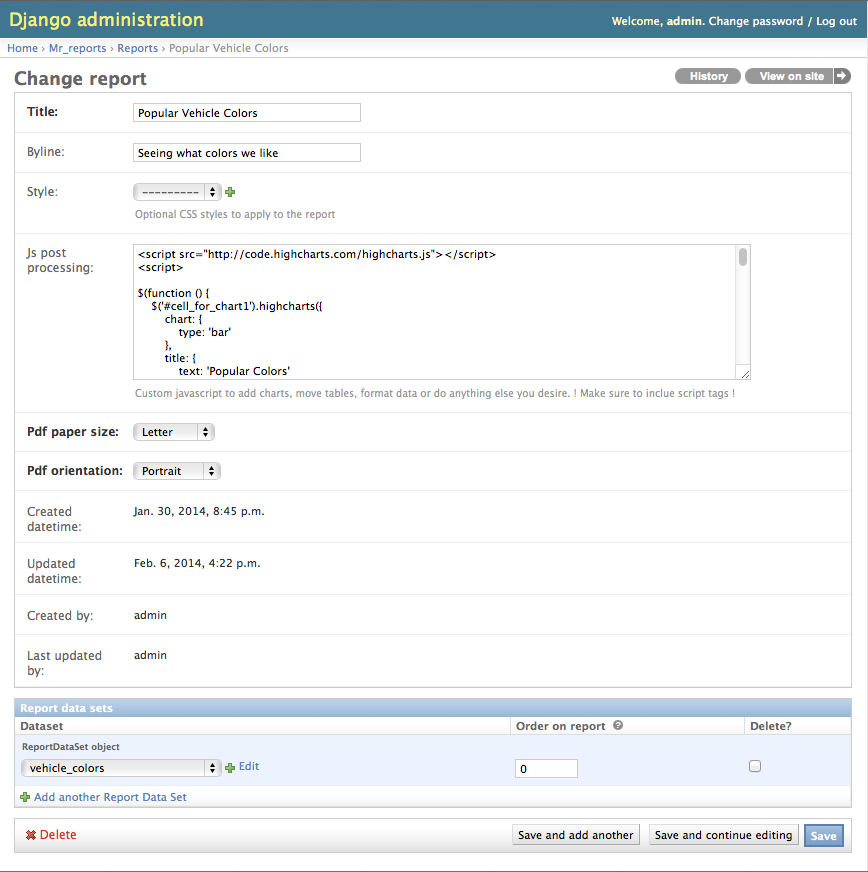 Django administration
Welcome, admin. Change password / Log out
Home › Mr_reports › Reports › Popular Vehicle Colors
Change report
History
View on site
Title:
Popular Vehicle Colors
Byline:
Seeing what colors we like
Style:
---------
Optional CSS styles to apply to the report
Js post
processing:
<script src="http://code.highcharts.com/highcharts.js"></script>
<script>
$(function () {
$('#cell_for_chart1').highcharts({
chart: {
type: 'bar'
},
title: {
text: 'Popular Colors'
Custom javascript to add charts, move tables, format data or do anything else you desire. ! Make sure to inclue script tags !
Pdf paper size:
Letter
Pdf orientation:
Portrait
Created
datetime:
Jan. 30, 2014, 8:45 p.m.
Updated
datetime:
Feb. 6, 2014, 4:22 p.m.
Created by:
admin
Last updated
by:
admin
Report data sets
Dataset
Order on report ?
Delete?
ReportDataSet object
vehicle_colors
Edit
0
Add another Report Data Set
Delete
Save and add another
Save and continue editing
Save